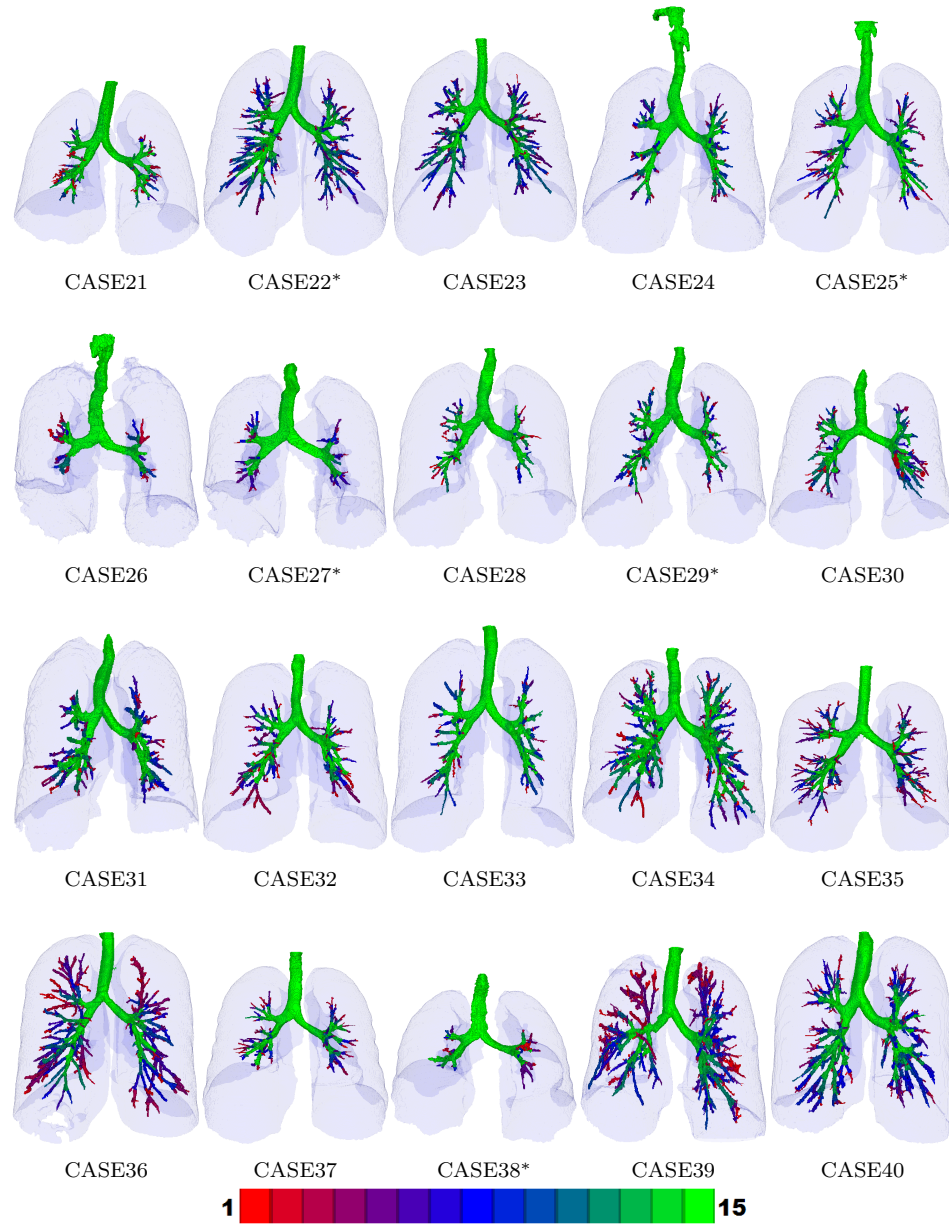 CASE21 CASE22* CASE23 CASE24 CASE25*
CASE26 CASE27* CASE28 CASE29* CASE30
CASE31 CASE32 CASE33 CASE34 CASE35
CASE36 CASE37 CASE38* CASE39 CASE40
1 15